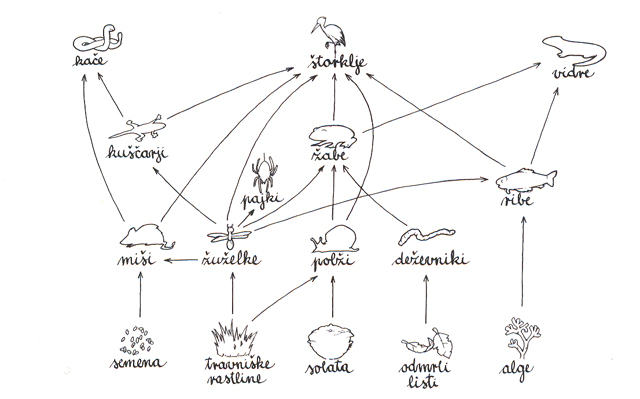 kače
štorklje
vidre
kuščarji
žabe
pajki
ribe
miši
žuželke
polži
deževniki
semena
travniške
rastline
solata
odmrli
listi
alge